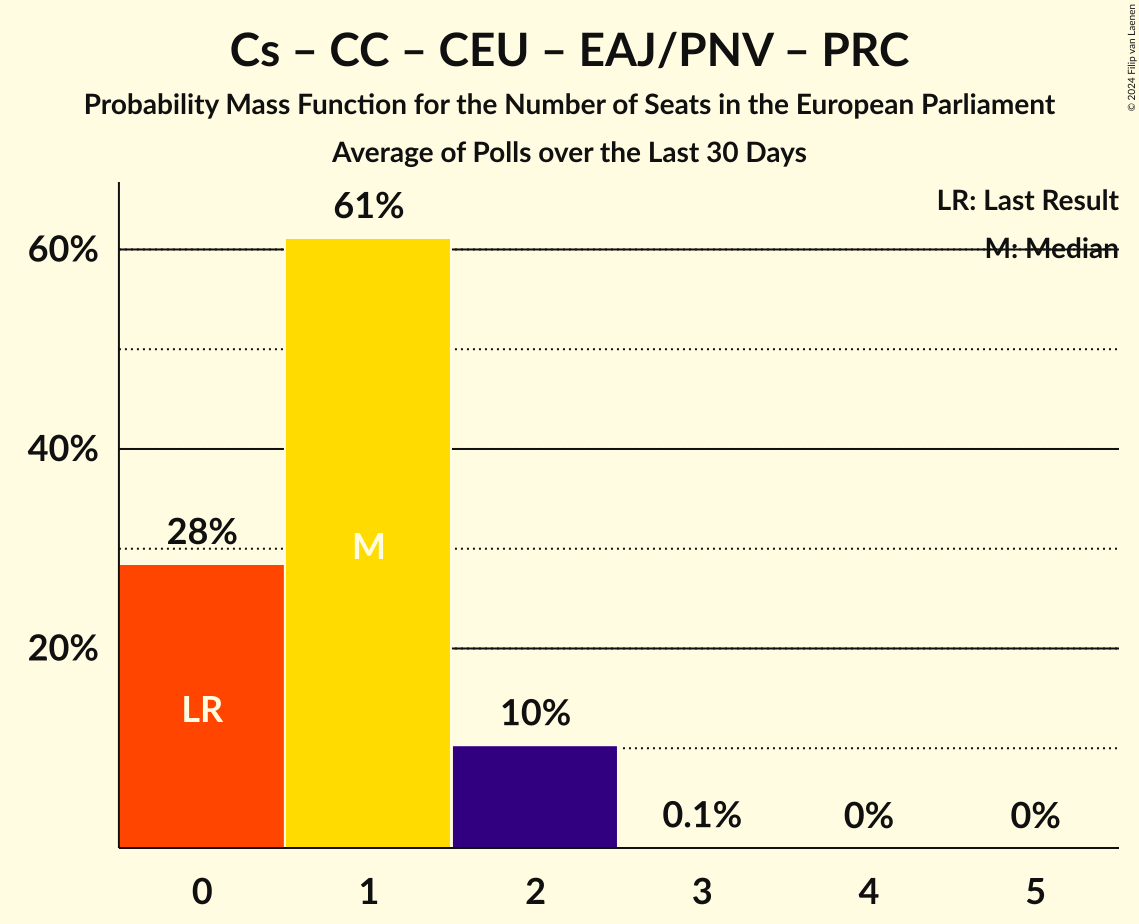 Cs – CC – CEU – EAJ/PNV – PRC
Probability Mass Function for the Number of Seats in the European Parliament
Average of Polls over the Last 30 Days
© 2024 Filip van Laenen
LR: Last Result
M: Median
61%
60%
40%
28%
M
20%
LR
10%
0.1%
0%
0%
0 1 2 3 4 5